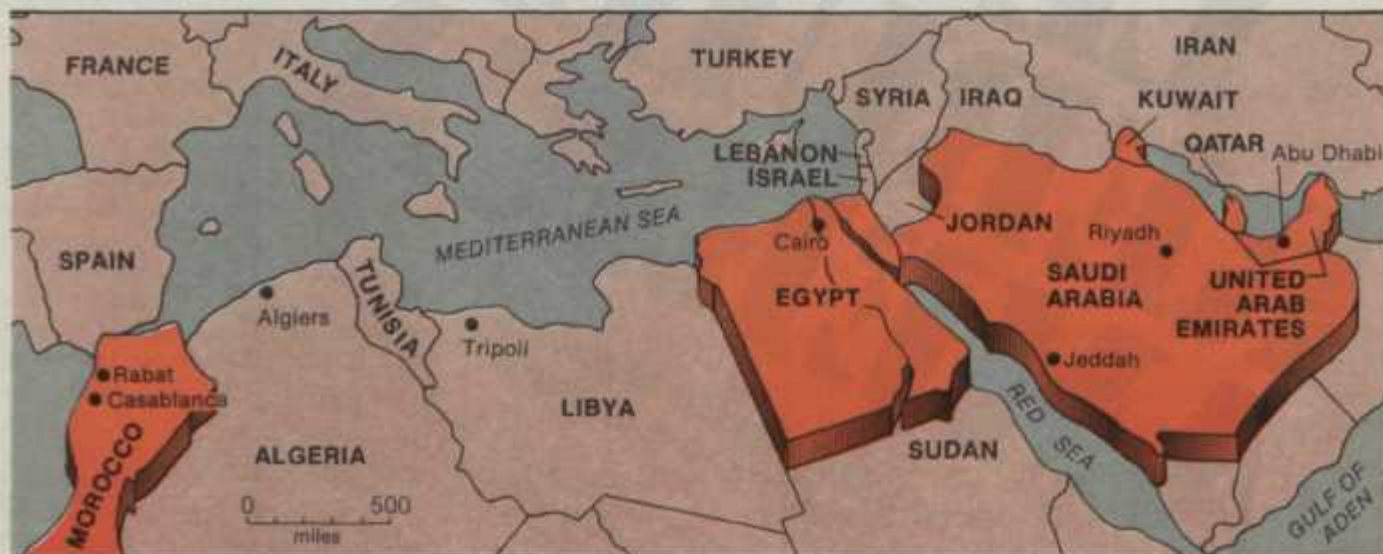 FRANCE
ITALY
TURKEY
IRAN
SYRIA
IRAQ
KUWAIT
QATAR
Abu Dhabi
LEBANON
ISRAEL
SPAIN
MEDITERRANEAN SEA
JORDAN
Cairo
Riyadh
SAUDI
ARABIA
UNITED
ARAB
EMIRATES
EGYPT
TUNISIA
Algiers
Tripoli
Jeddah
Rabat
Casablanca
MOROCCO
LIBYA
ALGERIA
SUDAN
RED SEA
GULF OF
ADEN
0 500
miles